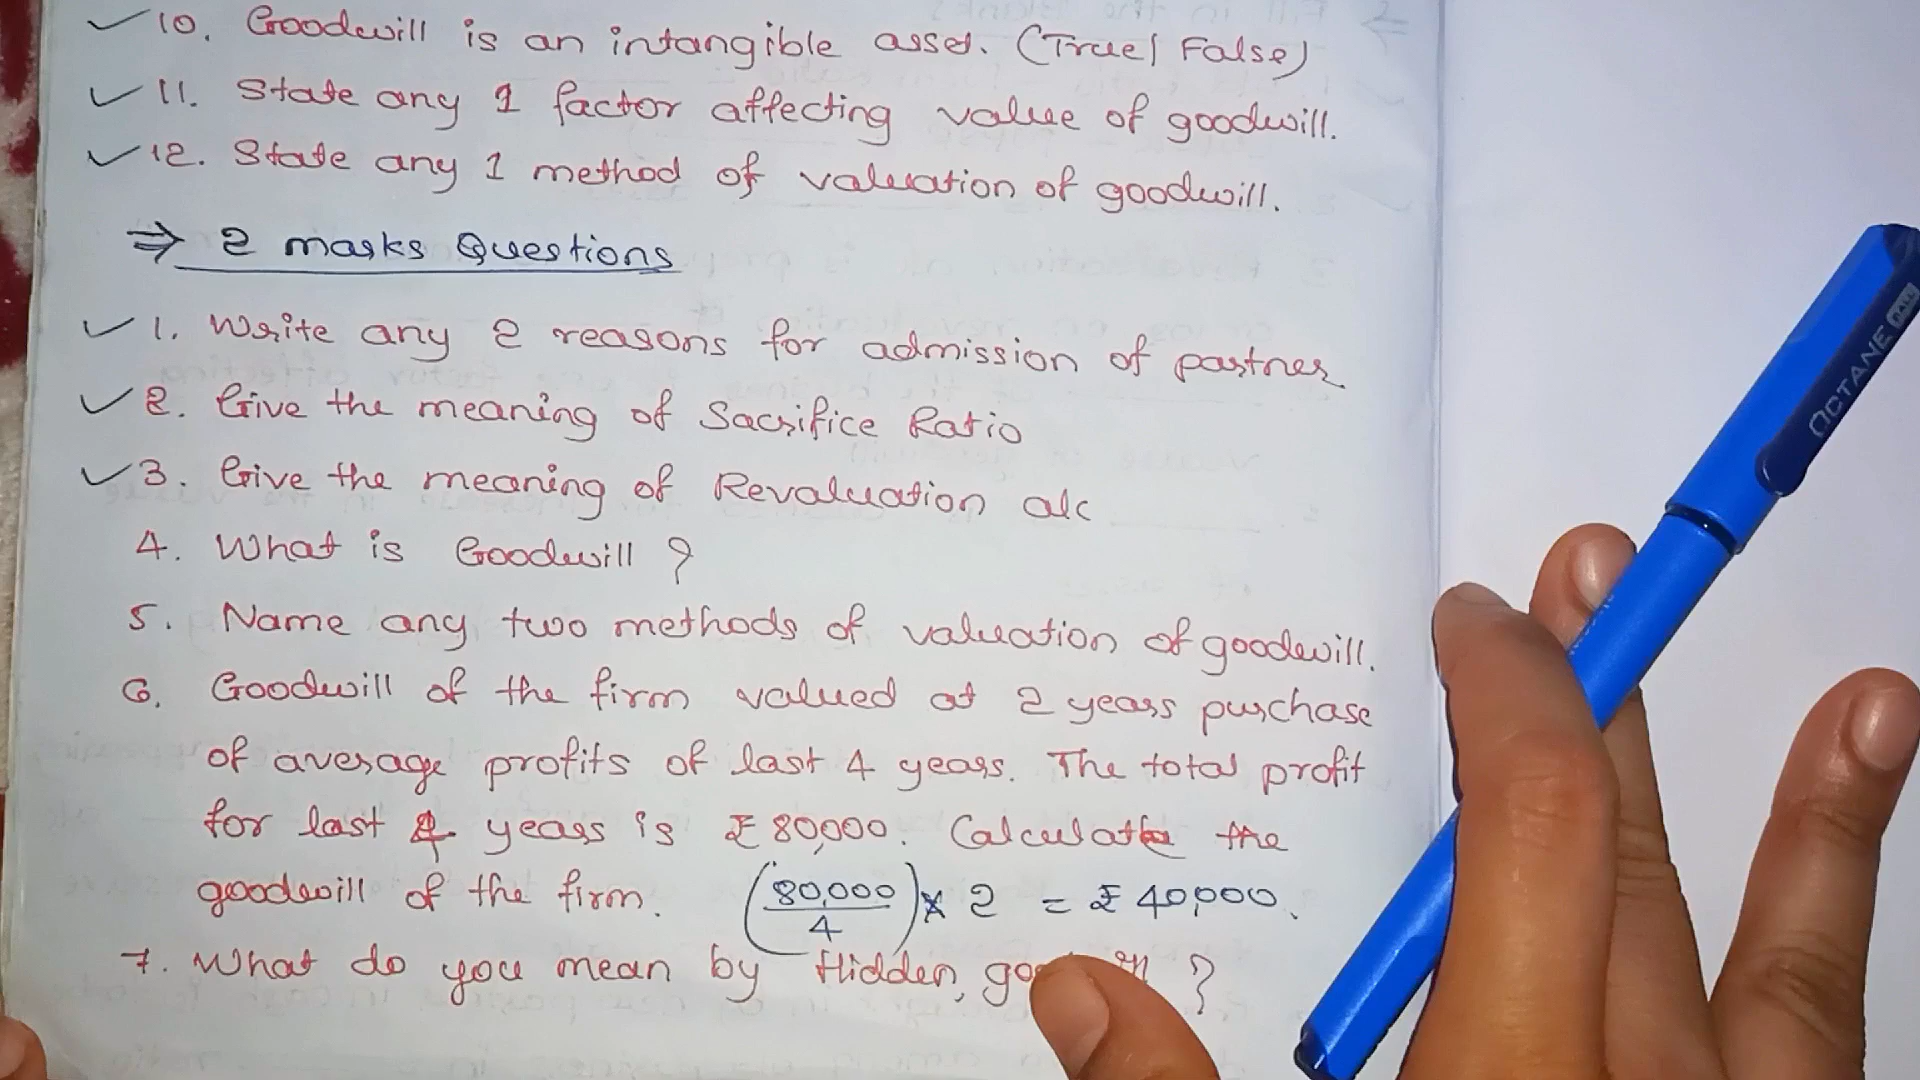 10. Goodwill is an intangible asset. (True/ False)
11. State any 1 factor affecting value of goodwill.
12. State any 1 method of valuation of goodwill.
⇒ 2 marks Questions
1. Write any 2 reasons for admission of partner.
2. Give the meaning of Sacrifice Ratio
3. Give the meaning of Revaluation a/c
4. What is Goodwill ?
5. Name any two methods of valuation of goodwill.
6. Goodwill of the firm valued at 2 years purchase
of average profits of last 4 years. The total profit
for last 4 years is ₹ 80,000. Calculate the
goodwill of the firm. (80,000/4) × 2 = ₹ 40,000.
7. What do you mean by Hidden ?
OCTANE